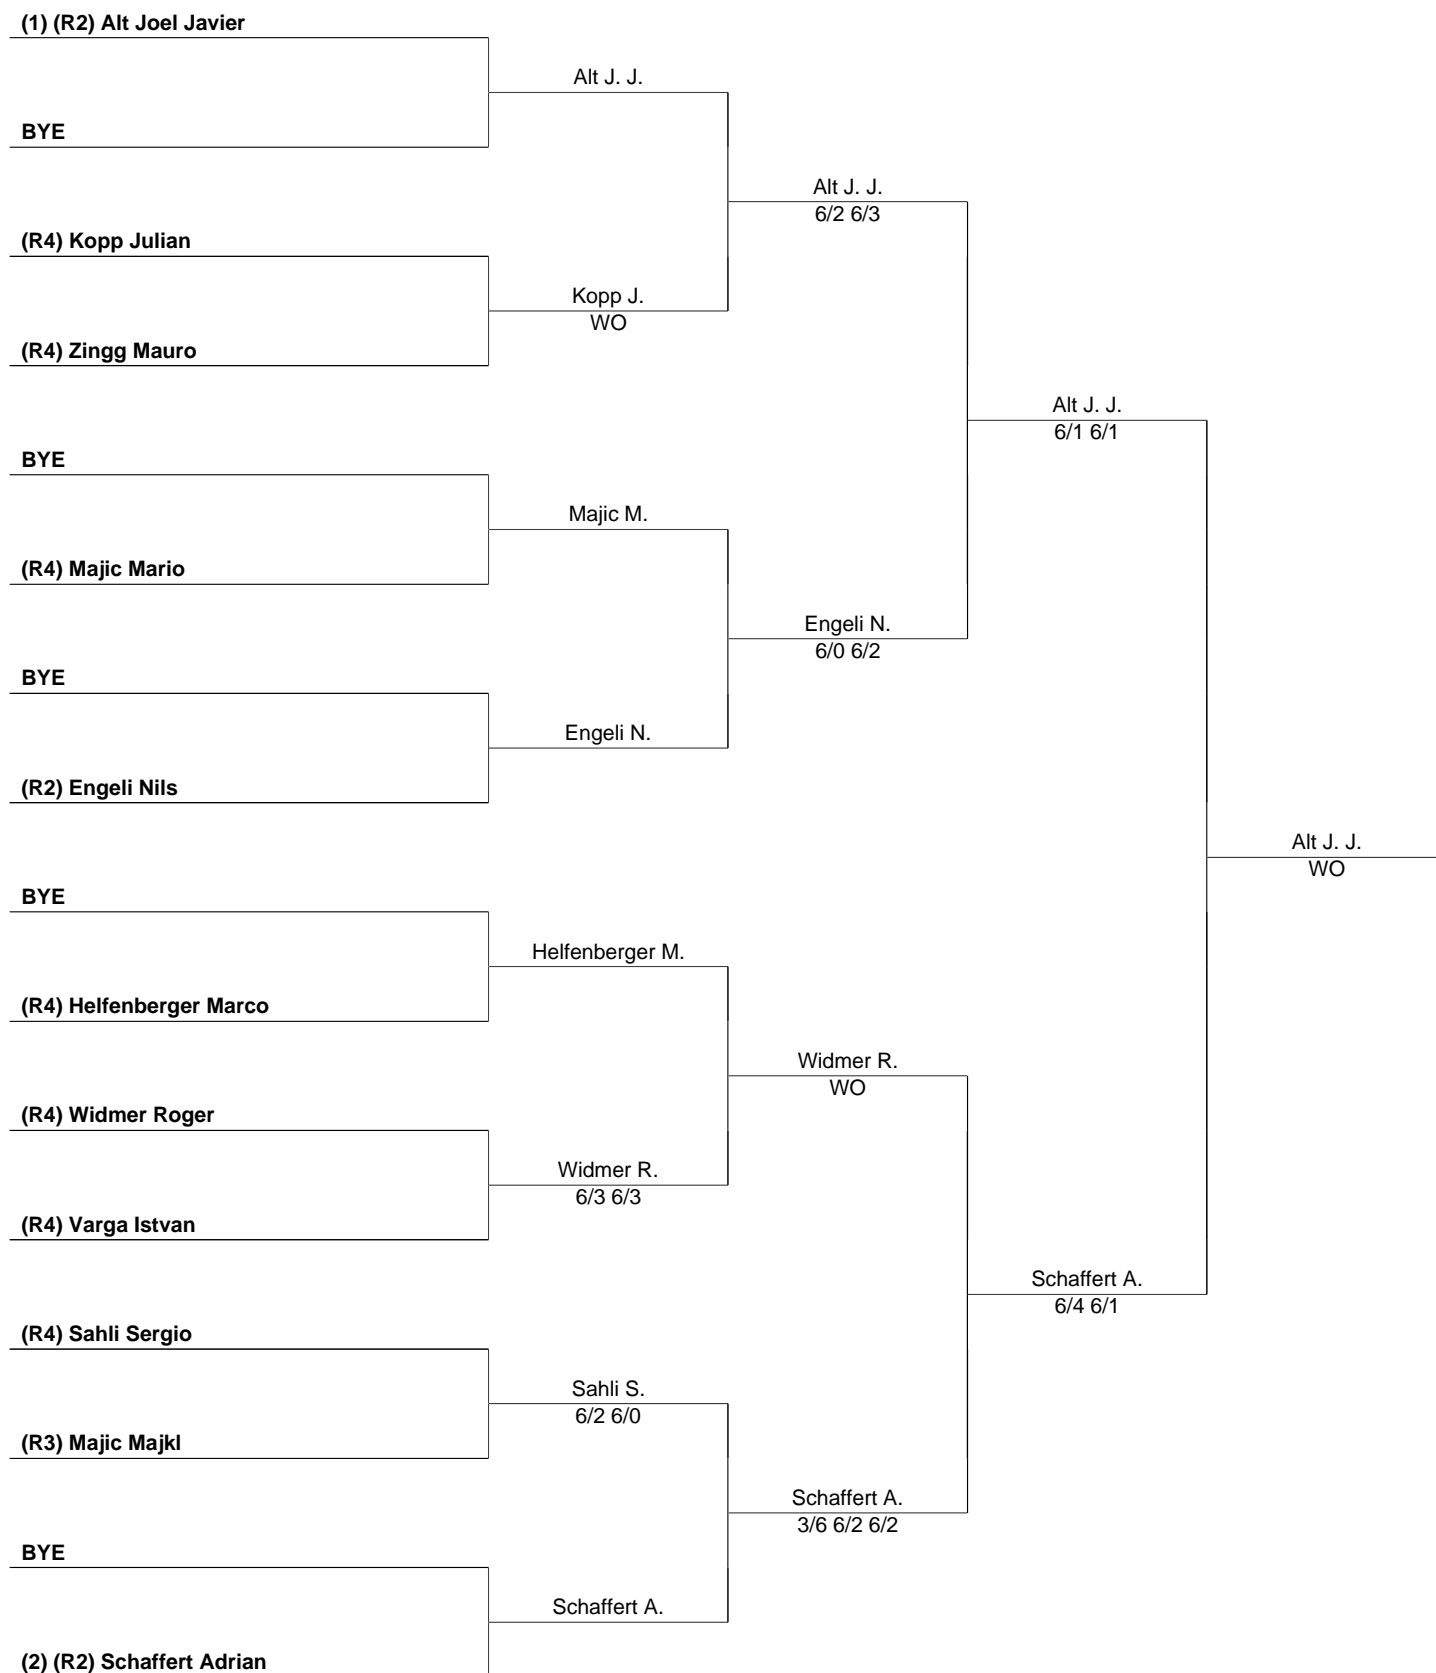 (1) (R2) Alt Joel Javier
Alt J. J.
BYE
Alt J. J.
6/2 6/3
(R4) Kopp Julian
Kopp J.
WO
(R4) Zingg Mauro
Alt J. J.
6/1 6/1
BYE
Majic M.
(R4) Majic Mario
Engeli N.
6/0 6/2
BYE
Engeli N.
(R2) Engeli Nils
Alt J. J.
WO
BYE
Helfenberger M.
(R4) Helfenberger Marco
Widmer R.
WO
(R4) Widmer Roger
Widmer R.
6/3 6/3
(R4) Varga Istvan
Schaffert A.
6/4 6/1
(R4) Sahli Sergio
Sahli S.
6/2 6/0
(R3) Majic Majkl
Schaffert A.
3/6 6/2 6/2
BYE
Schaffert A.
(2) (R2) Schaffert Adrian